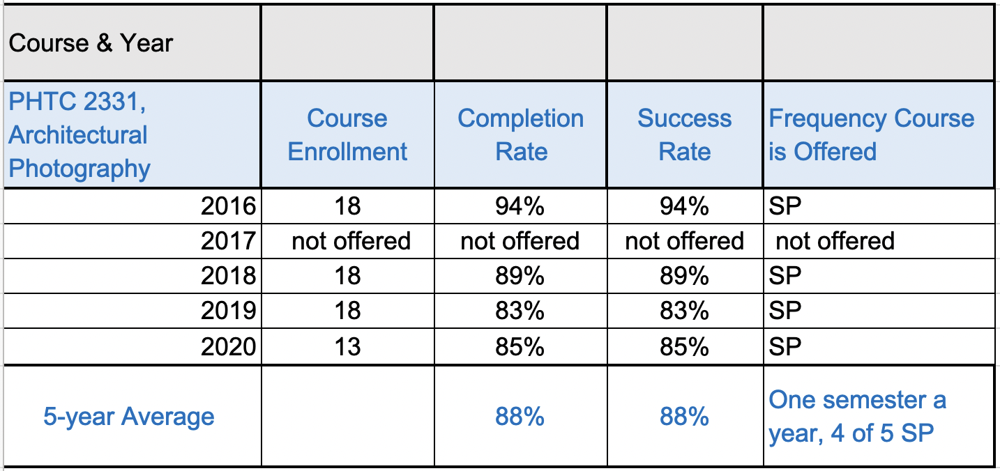 Course & Year
PHTC 2331,
Architectural
Photography
Course
Enrollment
Completion
Rate
Success
Rate
Frequency Course
is Offered
2016 18 94% 94% SP
2017 not offered not offered not offered not offered
2018 18 89% 89% SP
2019 18 83% 83% SP
2020 13 85% 85% SP
5-year Average 88% 88% One semester a
year, 4 of 5 SP